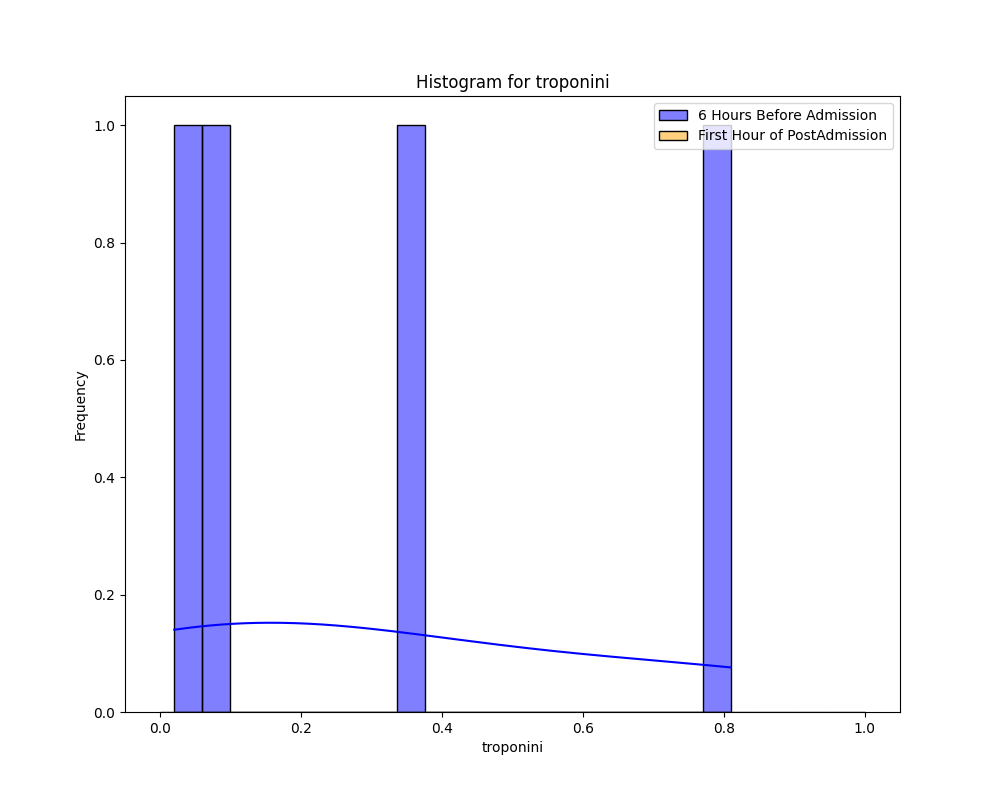 Histogram for troponini
6 Hours Before Admission
First Hour of PostAdmission
1.0
0.8
0.6
0.4
0.2
0.0
Frequency
0.0 0.2 0.4 0.6 0.8 1.0
troponini